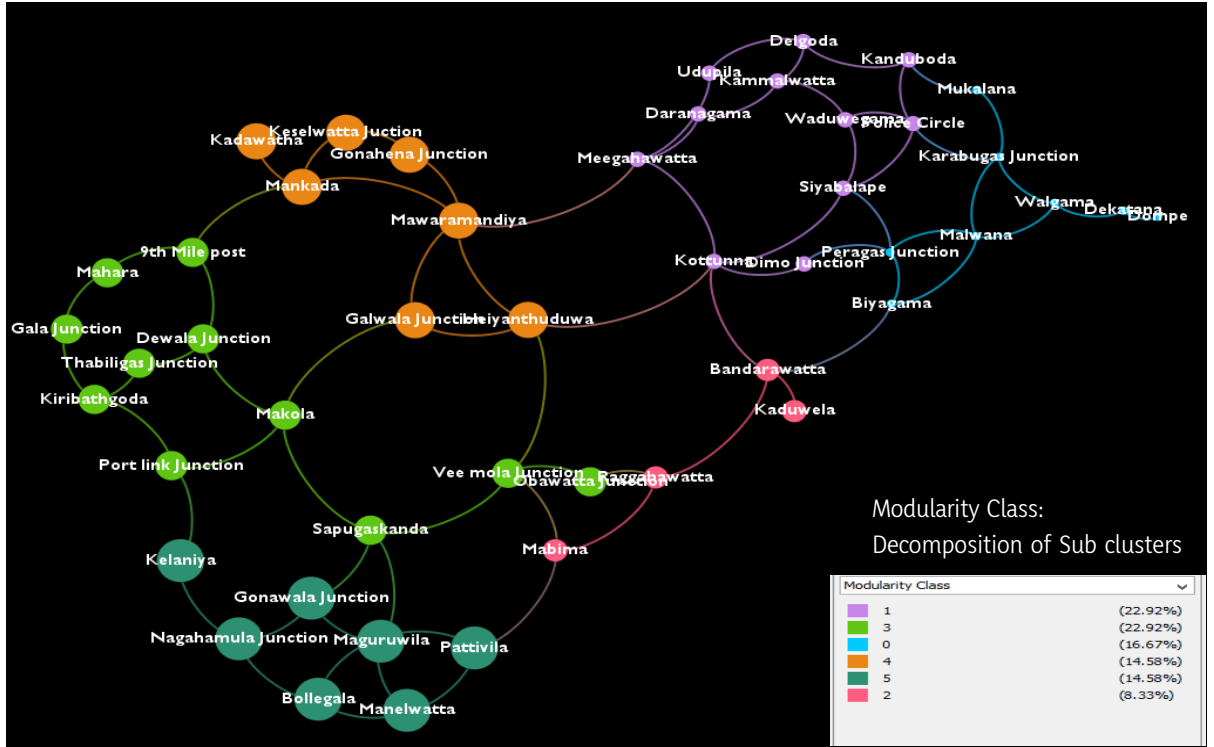 Delgoda
Kanduboda
Udupila
Kammalwatta
Mukalana
Daranagama
Waduwegama
Police Circle
Keselwatta Juction
Kadawatha
Gonahena Junction
Meegahawatta
Karabugas Junction
Mankada
Siyabalape
Walgama
Dekatana
Dompe
Mawaramandiya
Malwana
9th Mile post
Peragas Junction
Kottunna
Dimo Junction
Mahara
Biyagama
Gala Junction
Dewala Junction
Galwala Junction
Iheiyanthuduwa
Thabiligas Junction
Bandarawatta
Kiribathgoda
Kaduwela
Makola
Port link Junction
Vee mola Junction
Obawatta Junction
Raggahawatta
Sapugaskanda
Mabima
Kelaniya
Gonawala Junction
Nagahamula Junction
Maguruwila
Pattivila
Bollegala
Manelwatta
Modularity Class:
Decomposition of Sub clusters
Modularity Class
1 (22.92%)
3 (22.92%)
0 (16.67%)
4 (14.58%)
5 (14.58%)
2 (8.33%)